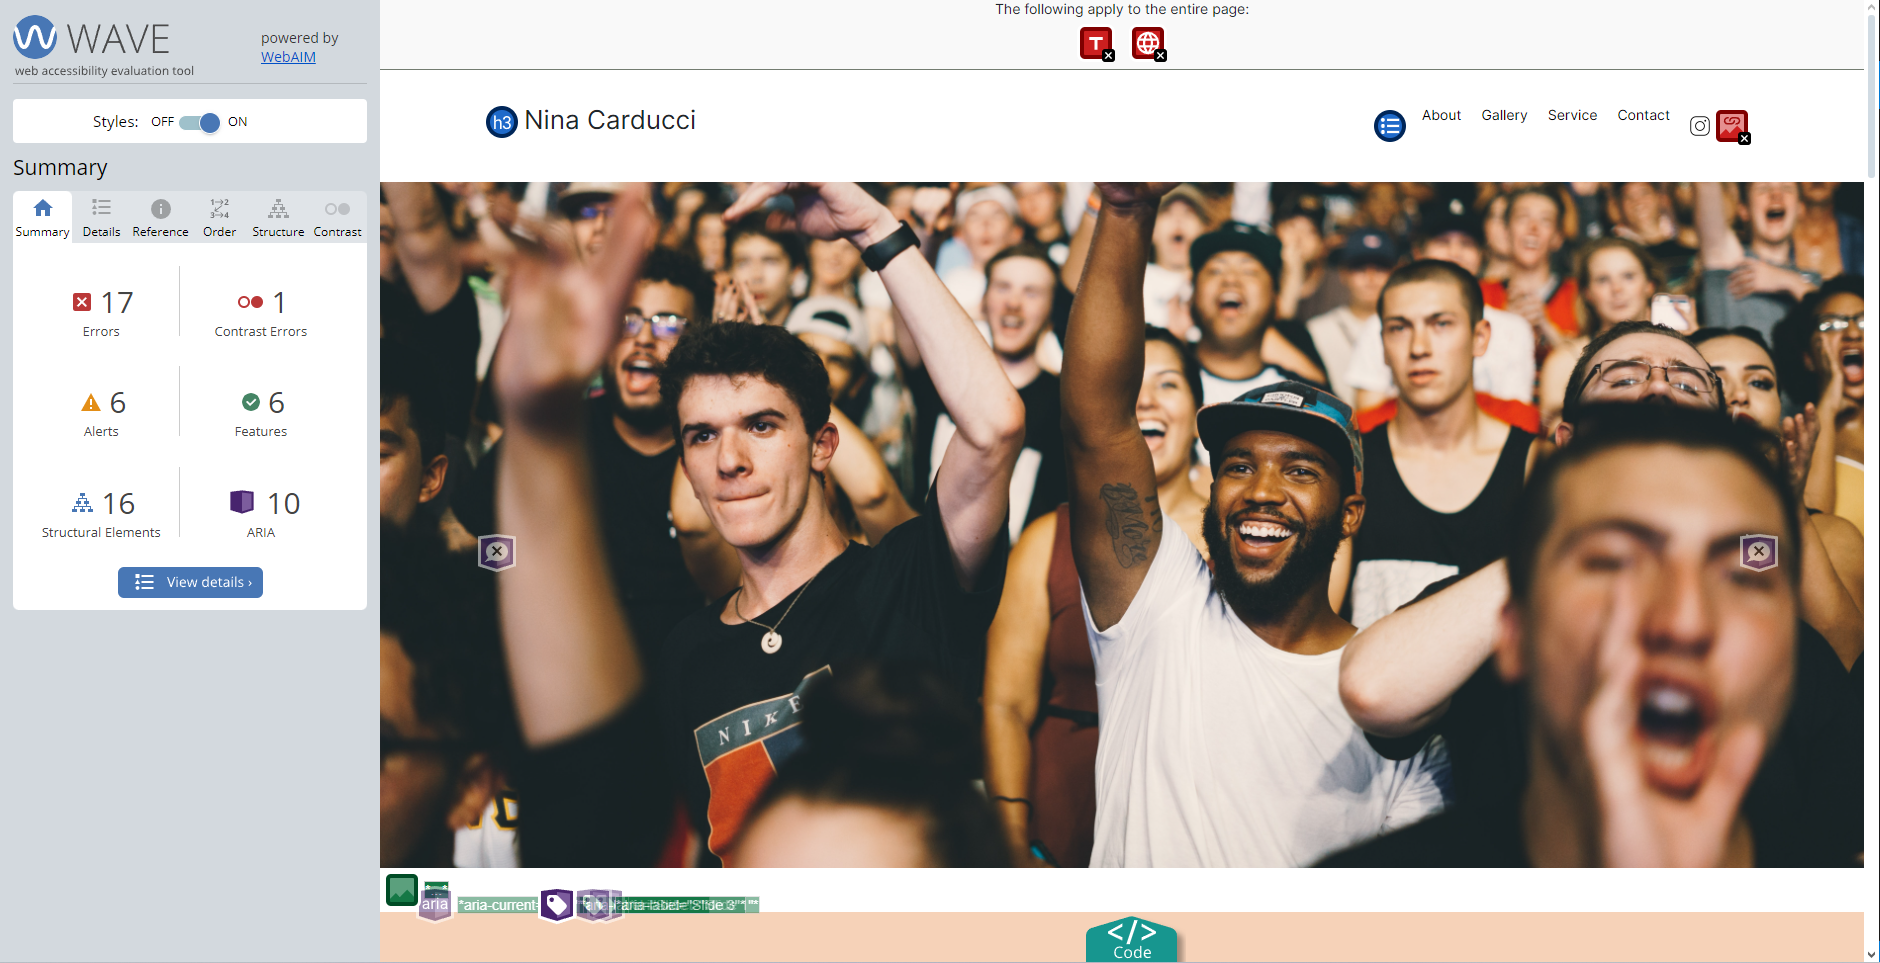 WAVE
powered by
WebAIM
web accessibility evaluation tool
Styles: OFF ON
Summary
Summary Details Reference Order Structure Contrast
17
Errors
1
Contrast Errors
6
Alerts
6
Features
16
Structural Elements
10
ARIA
View details ›
The following apply to the entire page:
h3 Nina Carducci
About Gallery Service Contact
NIKE
aria *aria-current- aria-label="Slide 3"
</>
Code